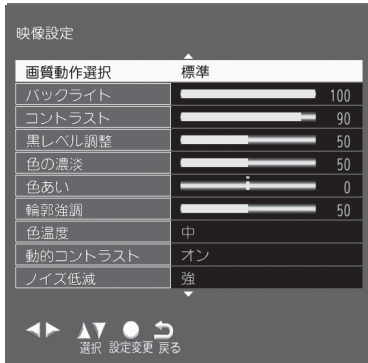 映像設定
画質動作選択 標準
バックライト 100
コントラスト 90
黒レベル調整 50
色の濃淡 50
色あい 0
輪郭強調 50
色温度 中
動的コントラスト オン
ノイズ低減 強
選択 設定変更 戻る